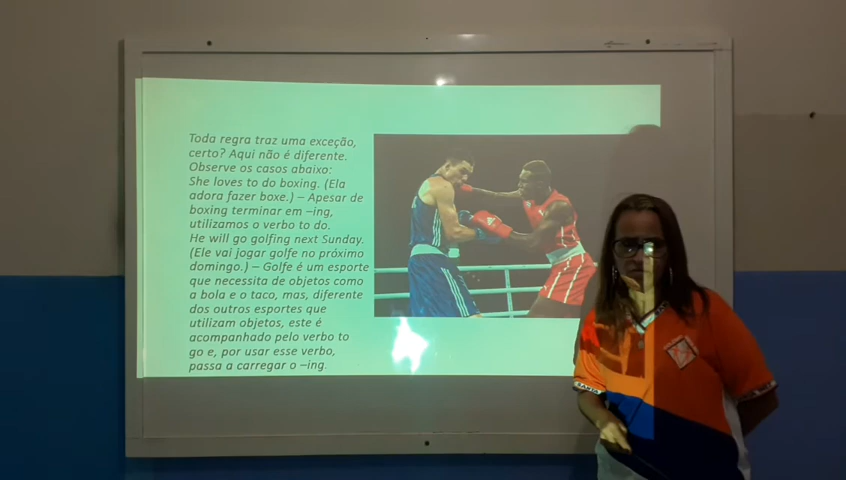 Toda regra traz uma exceção,
certo? Aqui não é diferente.
Observe os casos abaixo:
She loves to do boxing. (Ela
adora fazer boxe.) – Apesar de
boxing terminar em –ing,
utilizamos o verbo to do.
He will go golfing next Sunday.
(Ele vai jogar golfe no próximo
domingo.) – Golfe é um esporte
que necessita de objetos como
a bola e o taco, mas, diferente
dos outros esportes que
utilizam objetos, este é
acompanhado pelo verbo to
go e, por usar esse verbo,
passa a carregar o –ing.
SANTA